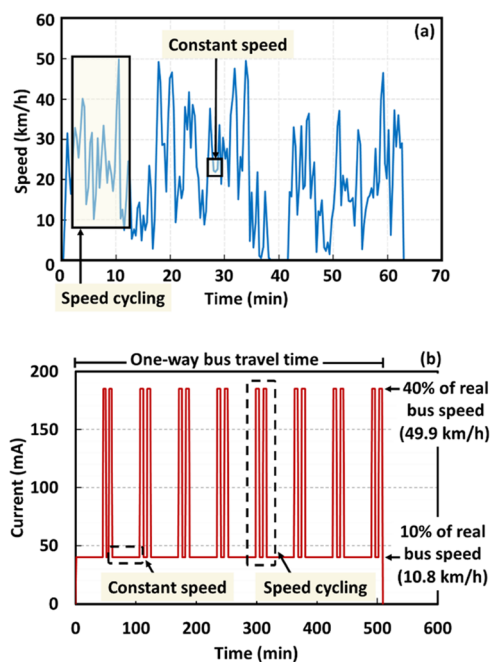 (a)
Constant speed
60
50
40
30
20
10
0
Speed (km/h)
0 10 20 30 40 50 60 70
Speed cycling
Time (min)
One-way bus travel time
(b)
200
150
100
50
0
Current (mA)
40% of real
bus speed
(49.9 km/h)
10% of real
bus speed
(10.8 km/h)
Constant speed
Speed cycling
0 100 200 300 400 500 600
Time (min)